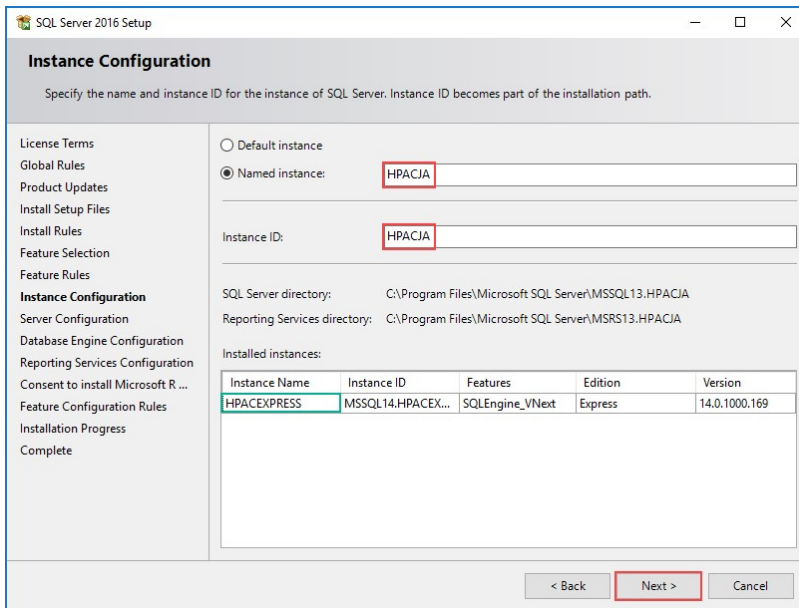 SQL Server 2016 Setup
Instance Configuration
Specify the name and instance ID for the instance of SQL Server. Instance ID becomes part of the installation path.
License Terms
Global Rules
Product Updates
Install Setup Files
Install Rules
Feature Selection
Feature Rules
Instance Configuration
Server Configuration
Database Engine Configuration
Reporting Services Configuration
Consent to install Microsoft R ...
Feature Configuration Rules
Installation Progress
Complete
Default instance
Named instance: HPACJA
Instance ID: HPACJA
SQL Server directory: C:\Program Files\Microsoft SQL Server\MSSQL13.HPACJA
Reporting Services directory: C:\Program Files\Microsoft SQL Server\MSRS13.HPACJA
Installed instances:
Instance Name Instance ID Features Edition Version
HPACEXPRESS MSSQL14.HPACEX... SQLEngine_VNext Express 14.0.1000.169
< Back Next > Cancel